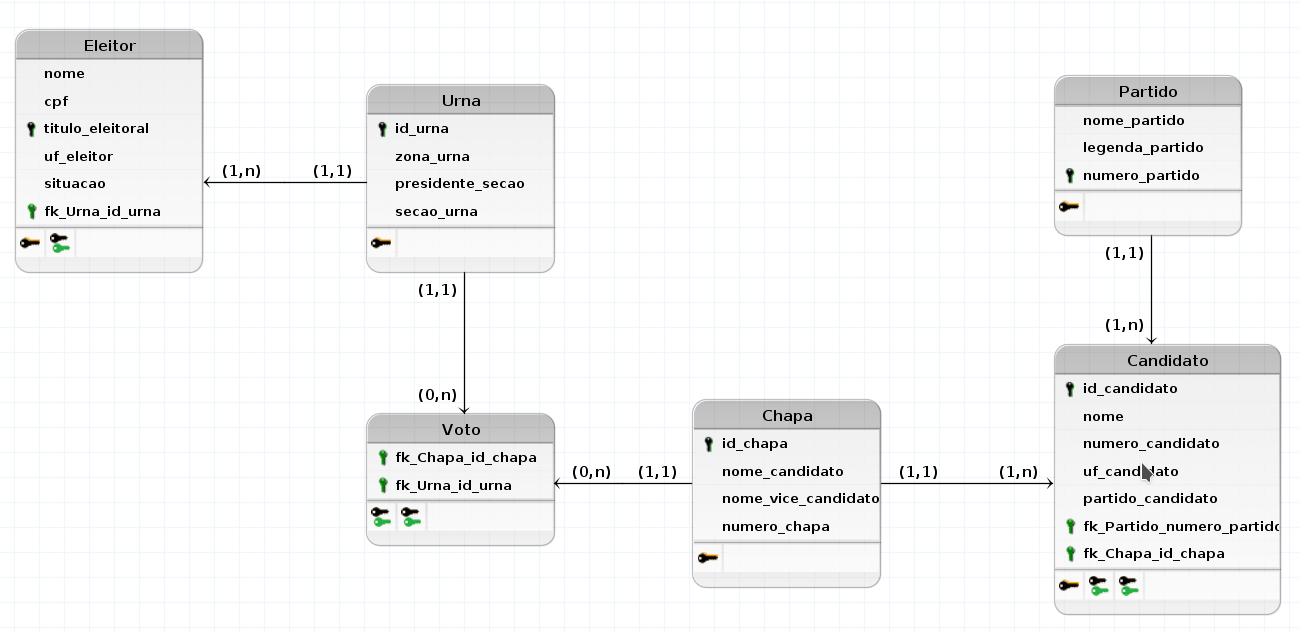 Eleitor
nome
cpf
titulo_eleitoral
uf_eleitor
situacao
fk_Urna_id_urna
(1,n)
(1,1)
Urna
id_urna
zona_urna
presidente_secao
secao_urna
(1,1)
(0,n)
Voto
fk_Chapa_id_chapa
fk_Urna_id_urna
(0,n)
(1,1)
Chapa
id_chapa
nome_candidato
nome_vice_candidato
numero_chapa
(1,1)
(1,n)
Partido
nome_partido
legenda_partido
numero_partido
(1,1)
(1,n)
Candidato
id_candidato
nome
numero_candidato
uf_candidato
partido_candidato
fk_Partido_numero_partido
fk_Chapa_id_chapa